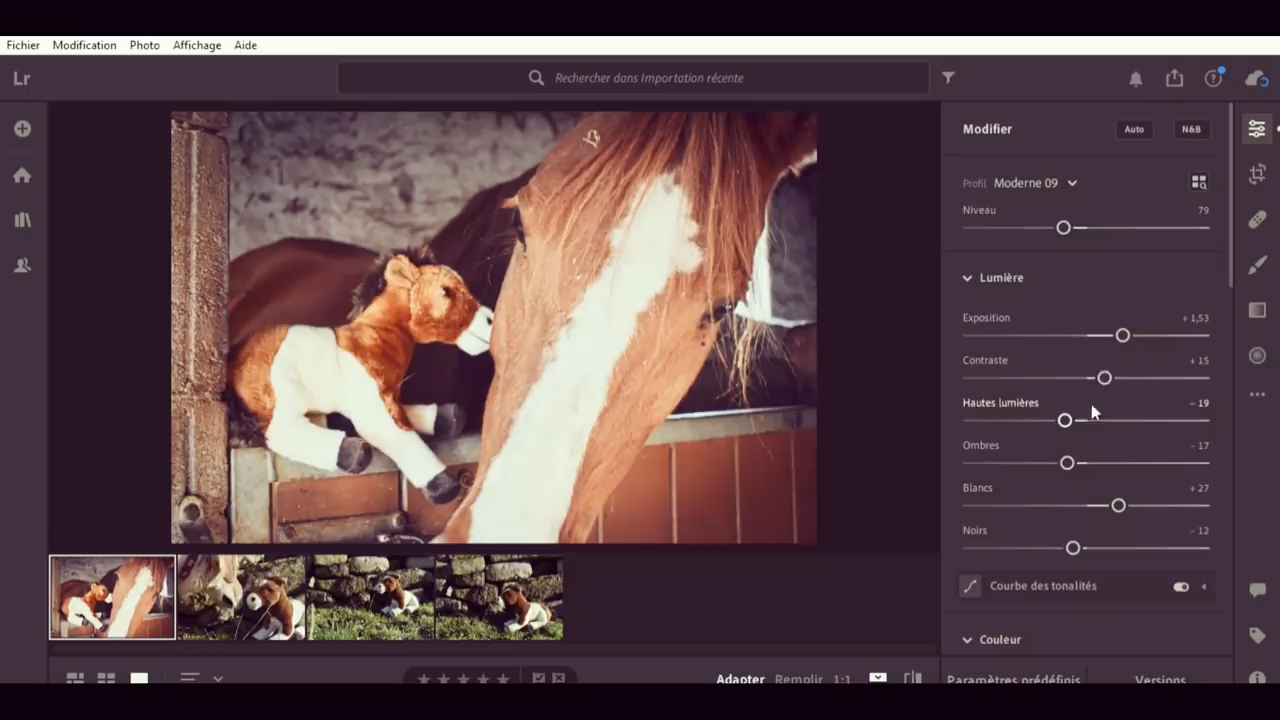 Fichier Modification Photo Affichage Aide
Lr
Rechercher dans Importation récente
Modifier Auto N&B
Profil Moderne 09
Niveau 79
Lumière
Exposition + 1,53
Contraste + 15
Hautes lumières - 19
Ombres - 17
Blancs + 27
Noirs - 12
Courbe des tonalités
Couleur
Adapter Remplir 1:1 Paramètres prédéfinis Versions